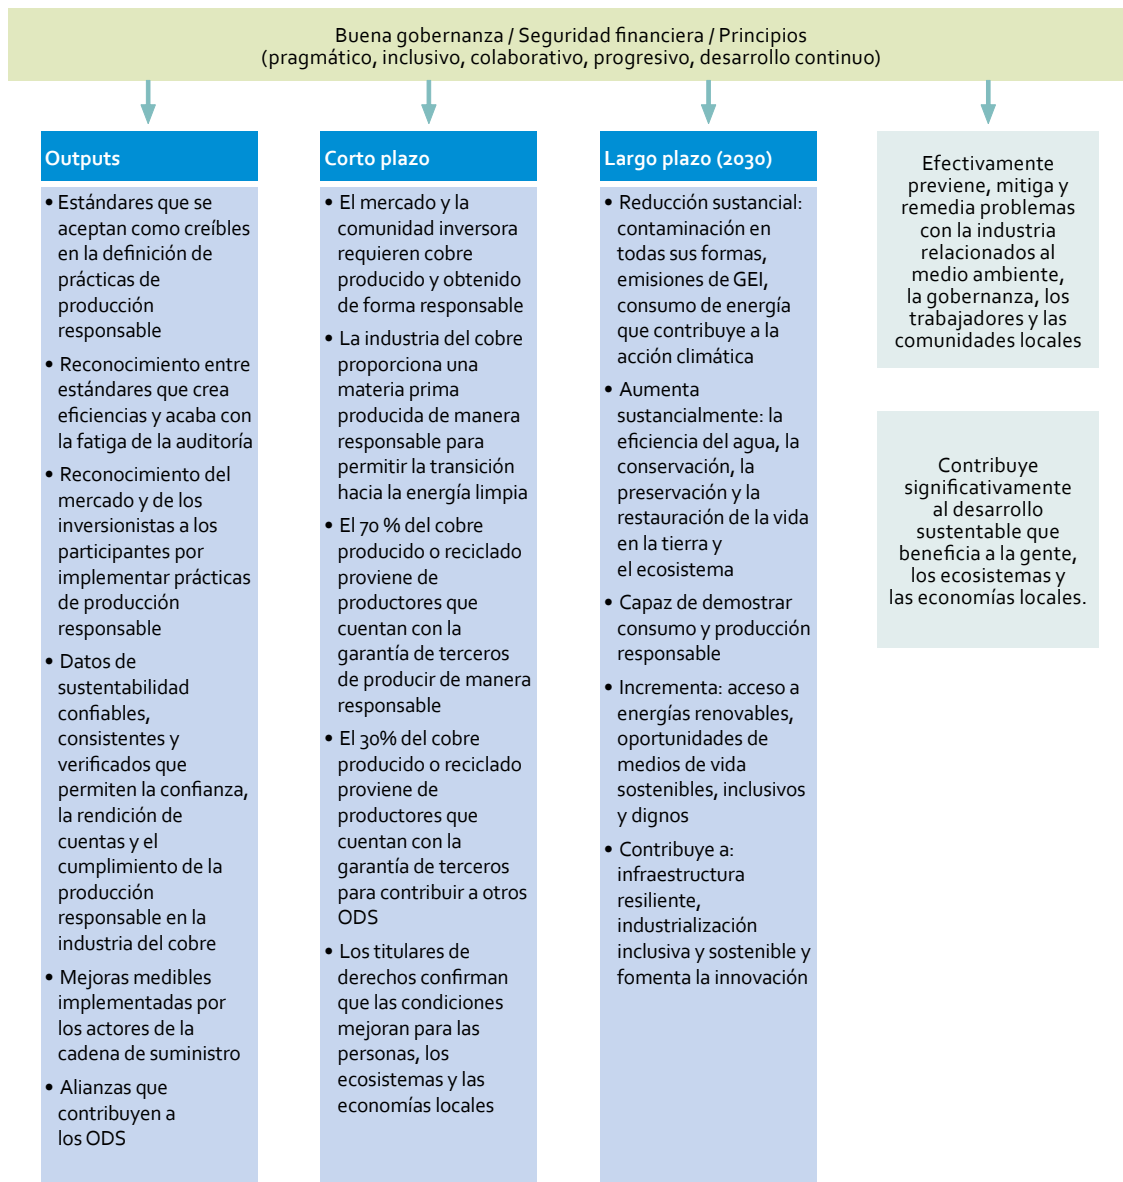 Buena gobernanza / Seguridad financiera / Principios
(pragmático, inclusivo, colaborativo, progresivo, desarrollo continuo)
Outputs
• Estándares que se
aceptan como creíbles
en la definición de
prácticas de
producción
responsable
• Reconocimiento entre
estándares que crea
eficiencias y acaba con
la fatiga de la auditoría
• Reconocimiento del
mercado y de los
inversionistas a los
participantes por
implementar prácticas
de producción
responsable
• Datos de
sustentabilidad
confiables,
consistentes y
verificados que
permiten la confianza,
la rendición de
cuentas y el
cumplimiento de la
producción
responsable en la
industria del cobre
• Mejoras medibles
implementadas por
los actores de la
cadena de suministro
• Alianzas que
contribuyen a
los ODS
Corto plazo
• El mercado y la
comunidad inversora
requieren cobre
producido y obtenido
de forma responsable
• La industria del cobre
proporciona una
materia prima
producida de manera
responsable para
permitir la transición
hacia la energía limpia
• El 70 % del cobre
producido o reciclado
proviene de
productores que
cuentan con la
garantía de terceros
de producir de manera
responsable
• El 30% del cobre
producido o reciclado
proviene de
productores que
cuentan con la
garantía de terceros
para contribuir a otros
ODS
• Los titulares de
derechos confirman
que las condiciones
mejoran para las
personas, los
ecosistemas y las
economías locales
Largo plazo (2030)
• Reducción sustancial:
contaminación en
todas sus formas,
emisiones de GEI,
consumo de energía
que contribuye a la
acción climática
• Aumenta
sustancialmente: la
eficiencia del agua, la
conservación, la
preservación y la
restauración de la vida
en la tierra y
el ecosistema
• Capaz de demostrar
consumo y producción
responsable
• Incrementa: acceso a
energías renovables,
oportunidades de
medios de vida
sostenibles, inclusivos
y dignos
• Contribuye a:
infraestructura
resiliente,
industrialización
inclusiva y sostenible y
fomenta la innovación
Efectivamente
previene, mitiga y
remedia problemas
con la industria
relacionados al
medio ambiente,
la gobernanza, los
trabajadores y las
comunidades locales
Contribuye
significativamente
al desarrollo
sustentable que
beneficia a la gente,
los ecosistemas y
las economías locales.